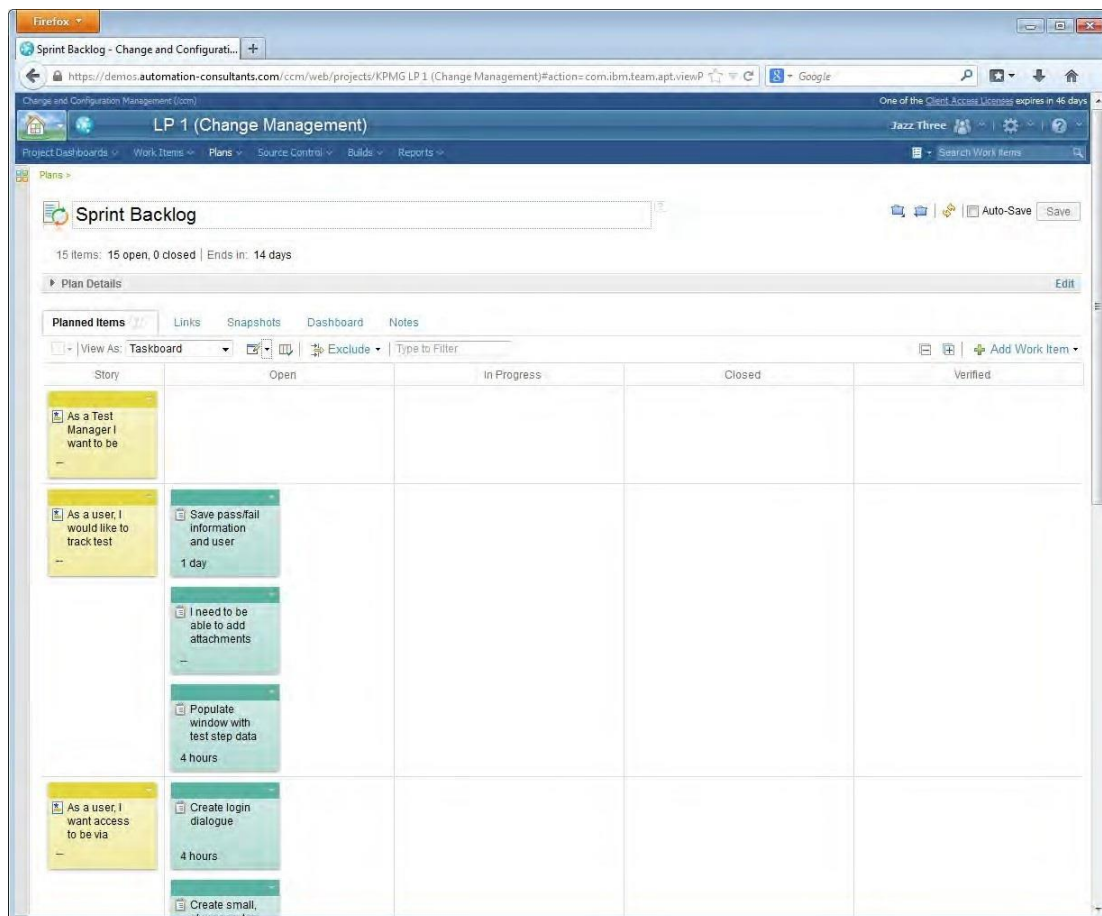 Firefox
Sprint Backlog - Change and Configurati... +
https://demos.automation-consultants.com/ccm/web/projects/KPMG LP 1 (Change Management)#action=com.ibm.team.apt.viewP
8 - Google
Change and Configuration Management (/ccm)
One of the Client Access Licenses expires in 46 days
LP 1 (Change Management)
Jazz Three
Project Dashboards Work Items Plans Source Control Builds Reports
Search Work Items
Plans >
Sprint Backlog
Auto-Save Save
15 items: 15 open, 0 closed | Ends in: 14 days
Plan Details
Edit
Planned Items Links Snapshots Dashboard Notes
View As: Taskboard
Exclude
Type to Filter
Add Work Item
Story Open In Progress Closed Verified
As a Test
Manager I
want to be
--
As a user, I
would like to
track test
--
Save pass/fail
information
and user
1 day
I need to be
able to add
attachments
--
Populate
window with
test step data
4 hours
As a user, I
want access
to be via
--
Create login
dialogue
4 hours
Create small,